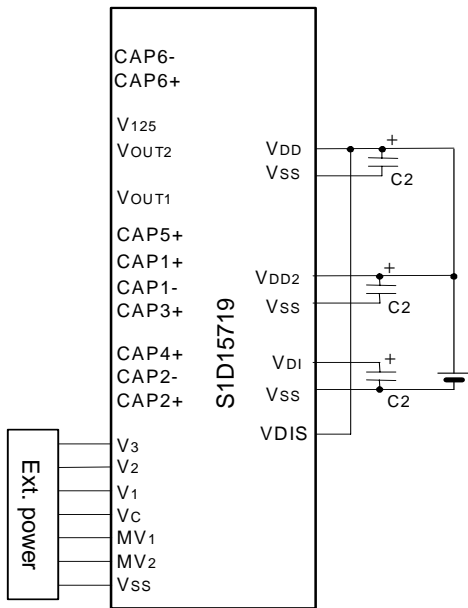 CAP6-
CAP6+
V125
VOUT2
VOUT1
CAP5+
CAP1+
CAP1-
CAP3+
CAP4+
CAP2-
CAP2+
V3
V2
V1
VC
MV1
MV2
VSS
Ext. power
S1D15719
VDD
VSS
VDD2
VSS
VDI
VSS
VDIS
+
C2
+
C2
+
C2